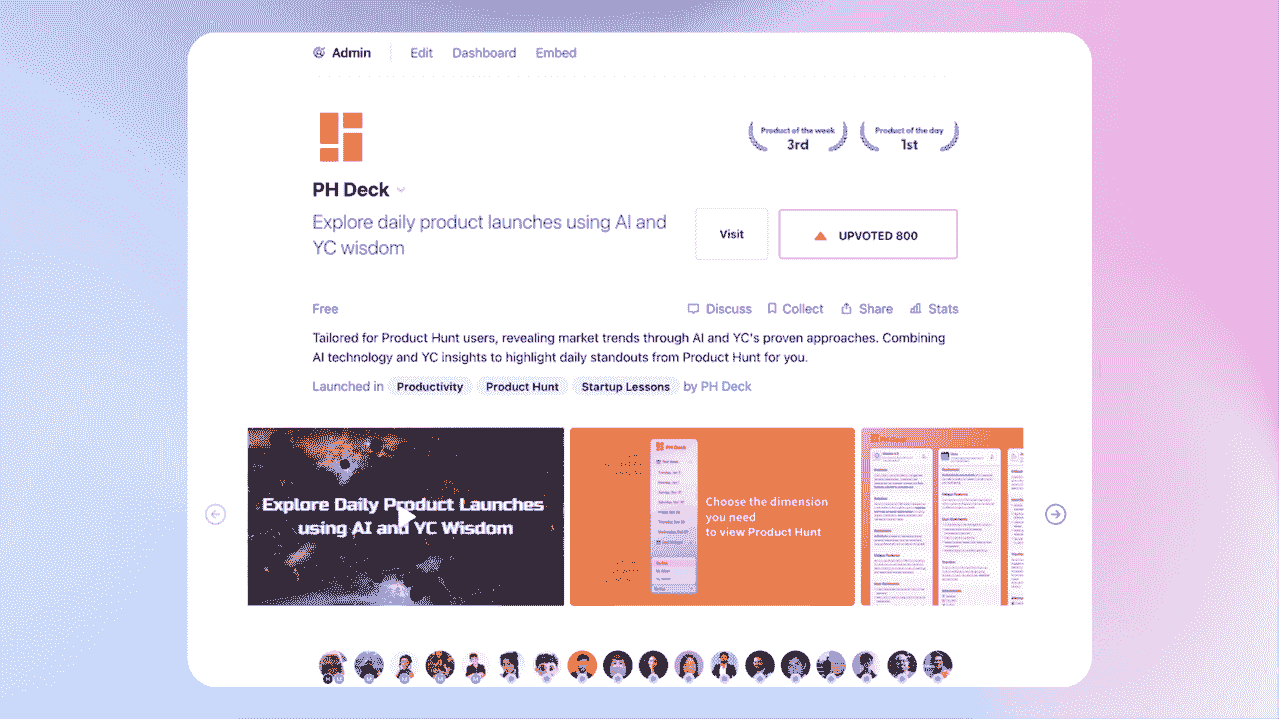 Admin Edit Dashboard Embed
Product of the week
3rd
Product of the day
1st
PH Deck
Explore daily product launches using AI and
YC wisdom
Visit
UPVOTED 800
Free
Discuss Collect Share Stats
Tailored for Product Hunt users, revealing market trends through AI and YC's proven approaches. Combining
AI technology and YC insights to highlight daily standouts from Product Hunt for you.
Launched in Productivity Product Hunt Startup Lessons by PH Deck
Explore Daily Product Launches
using AI and YC Wisdom
PH Deck
Choose the dimension
you need
to view Product Hunt